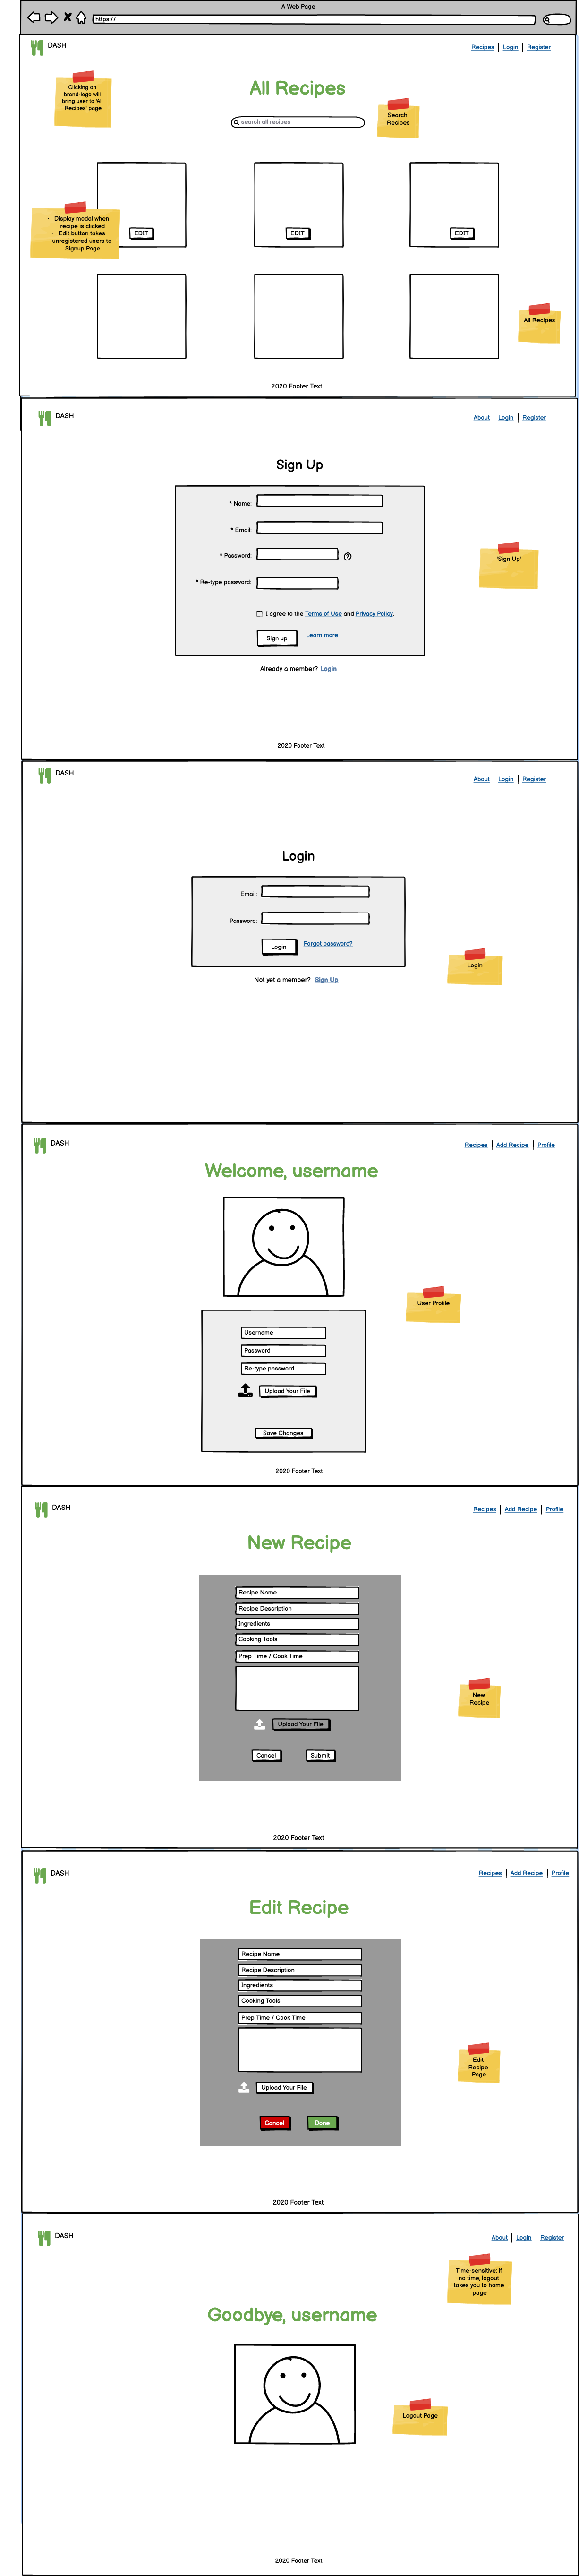 A Web Page
https://
DASH
Recipes | Login | Register
Clicking on
brand-logo will
bring user to 'All
Recipes' page
All Recipes
Search
Recipes
search all recipes
· Display modal when
recipe is clicked
· Edit button takes
unregistered users to
Signup Page
EDIT
EDIT
EDIT
All Recipes
2020 Footer Text
DASH
About | Login | Register
Sign Up
* Name:
* Email:
* Password:
?
* Re-type password:
'Sign Up'
I agree to the Terms of Use and Privacy Policy.
Sign up
Learn more
Already a member? Login
2020 Footer Text
DASH
About | Login | Register
Login
Email:
Password:
Login
Forgot password?
Login
Not yet a member? Sign Up
DASH
Recipes | Add Recipe | Profile
Welcome, username
User Profile
Username
Password
Re-type password
Upload Your File
Save Changes
2020 Footer Text
DASH
Recipes | Add Recipe | Profile
New Recipe
Recipe Name
Recipe Description
Ingredients
Cooking Tools
Prep Time / Cook Time
New
Recipe
Upload Your File
Cancel
Submit
2020 Footer Text
DASH
Recipes | Add Recipe | Profile
Edit Recipe
Recipe Name
Recipe Description
Ingredients
Cooking Tools
Prep Time / Cook Time
Edit
Recipe
Page
Upload Your File
Cancel
Done
2020 Footer Text
DASH
About | Login | Register
Time-sensitive: if
no time, logout
takes you to home
page
Goodbye, username
Logout Page
2020 Footer Text